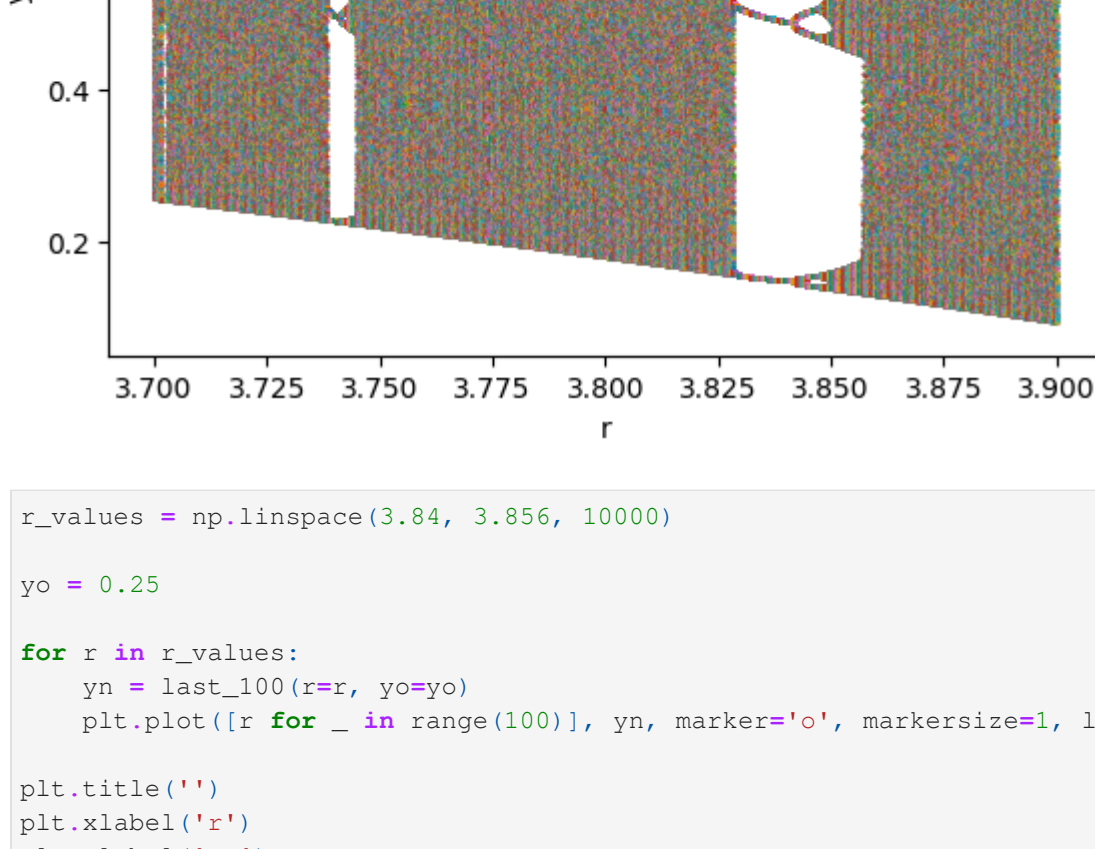 0.4
0.2
3.700 3.725 3.750 3.775 3.800 3.825 3.850 3.875 3.900
r
r_values = np.linspace(3.84, 3.856, 10000)
yo = 0.25
for r in r_values:
    yn = last_100(r=r, yo=yo)
    plt.plot([r for _ in range(100)], yn, marker='o', markersize=1, l
plt.title('')
plt.xlabel('r')